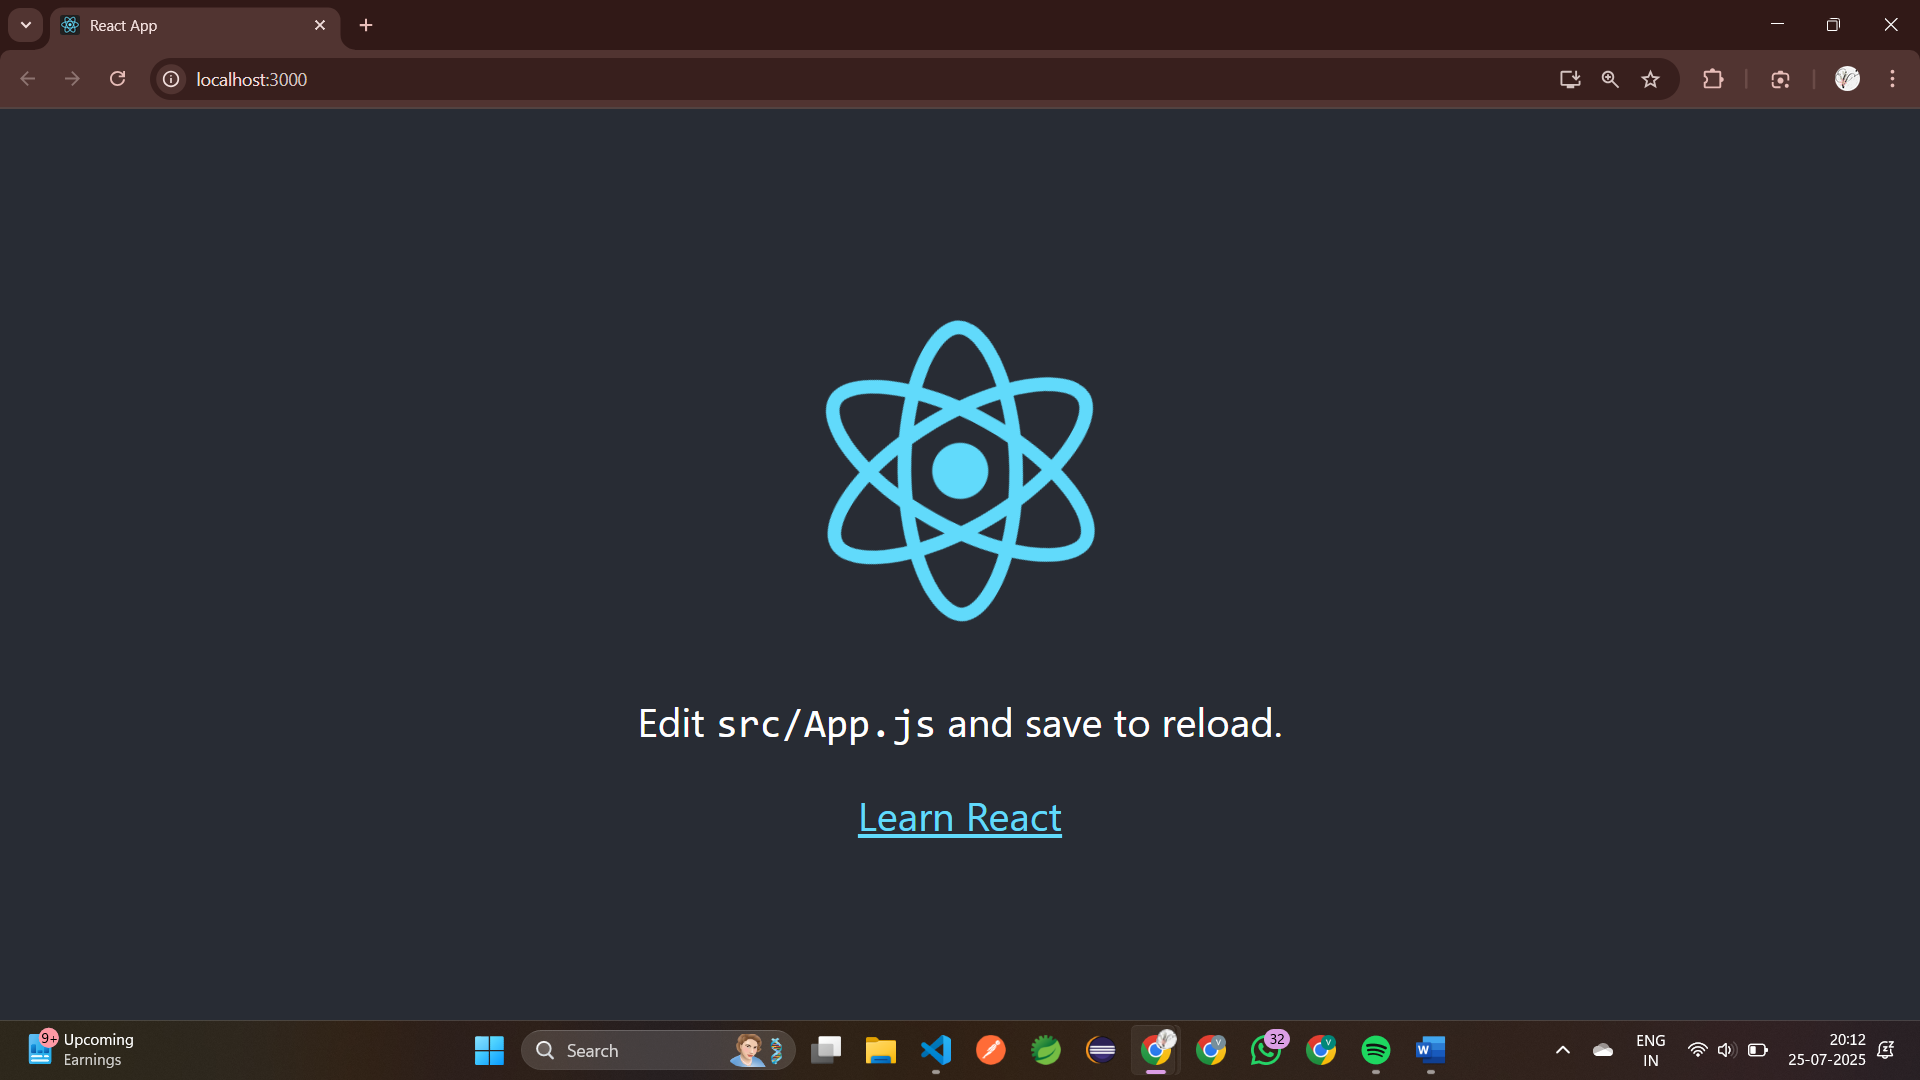 React App
localhost:3000
Edit src/App.js and save to reload.
Learn React
9+
Upcoming
Earnings
Search
V
V
32
W
ENG
IN
20:12
25-07-2025